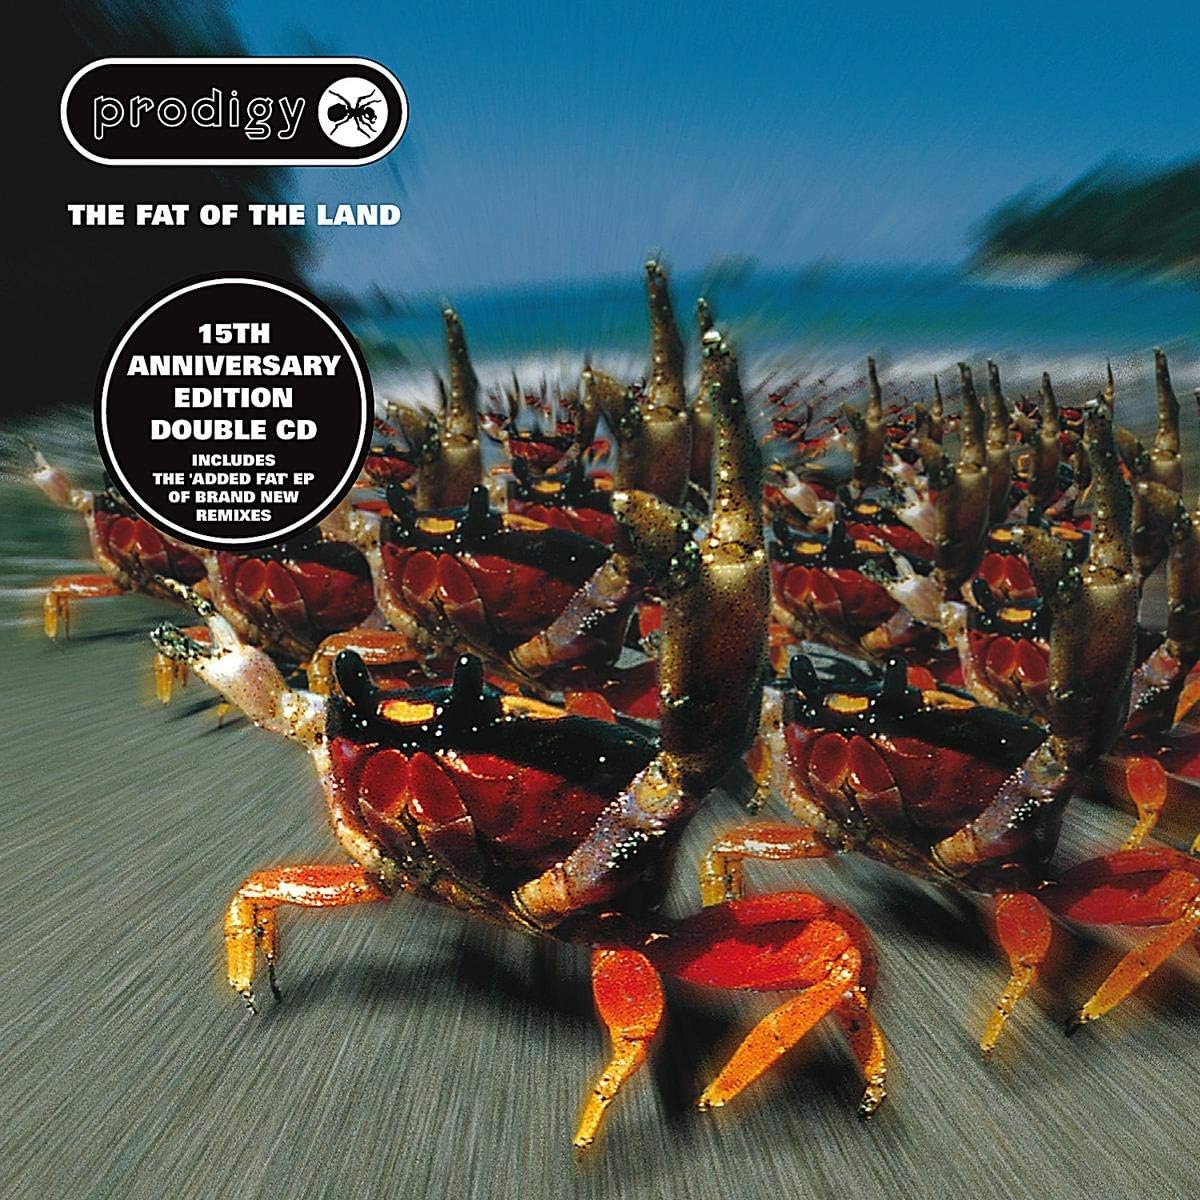 prodigy
THE FAT OF THE LAND
15TH
ANNIVERSARY
EDITION
DOUBLE CD
INCLUDES
THE 'ADDED FAT' EP
OF BRAND NEW
REMIXES